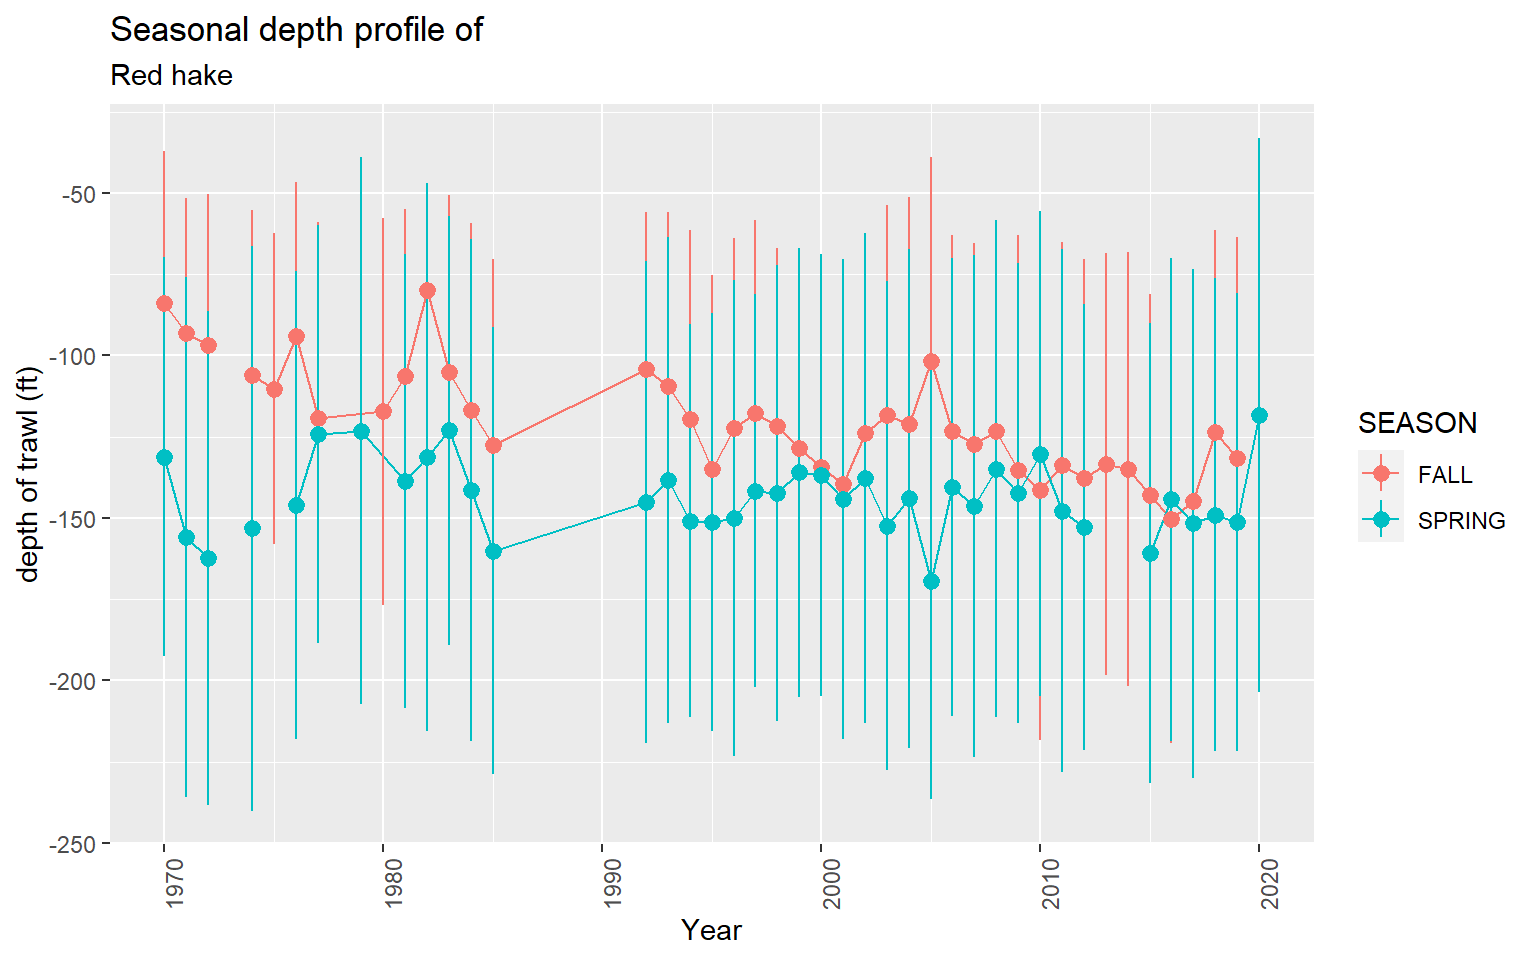 Seasonal depth profile of
Red hake
depth of trawl (ft)
-50
-100
-150
-200
-250
1970
1980
1990
2000
2010
2020
Year
SEASON
FALL
SPRING